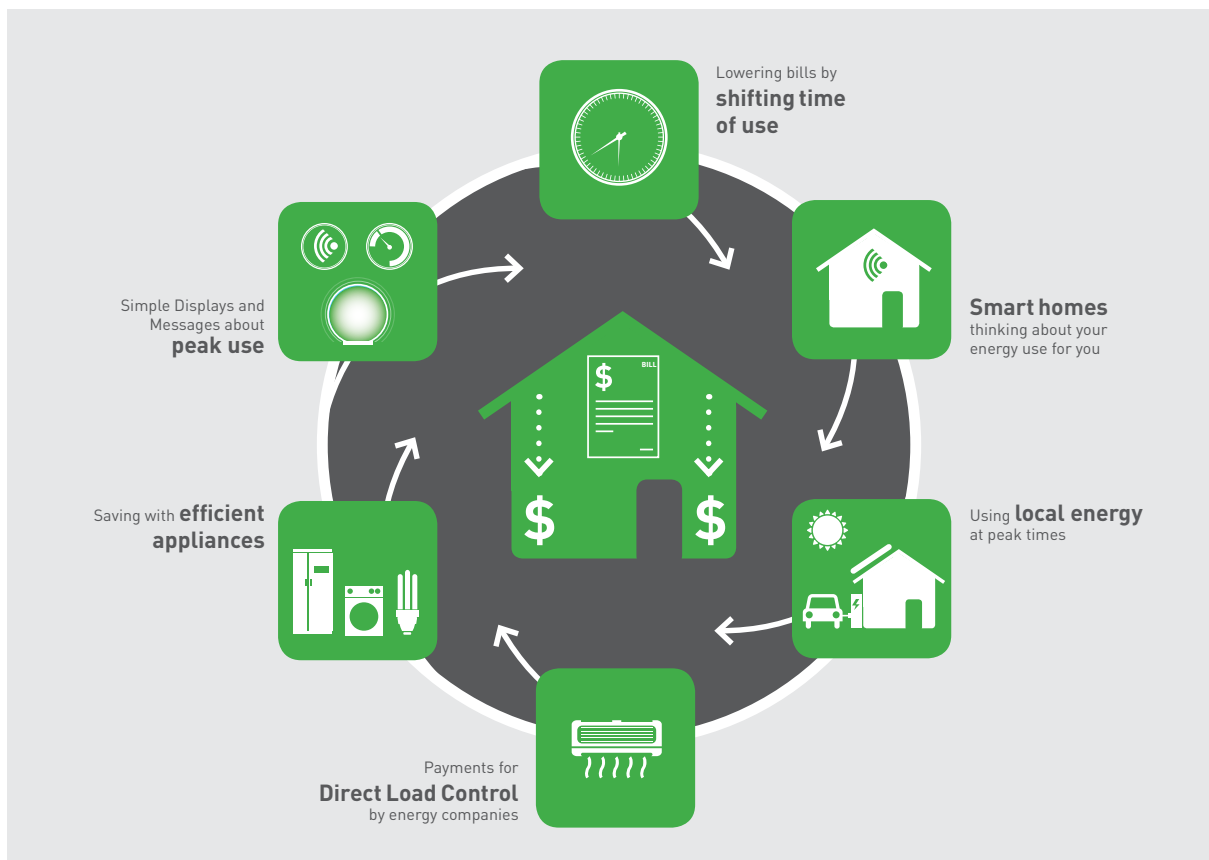 Lowering bills by
shifting time
of use
Smart homes
thinking about your
energy use for you
Using local energy
at peak times
Payments for
Direct Load Control
by energy companies
Saving with efficient
appliances
Simple Displays and
Messages about
peak use
$ BILL
$ $